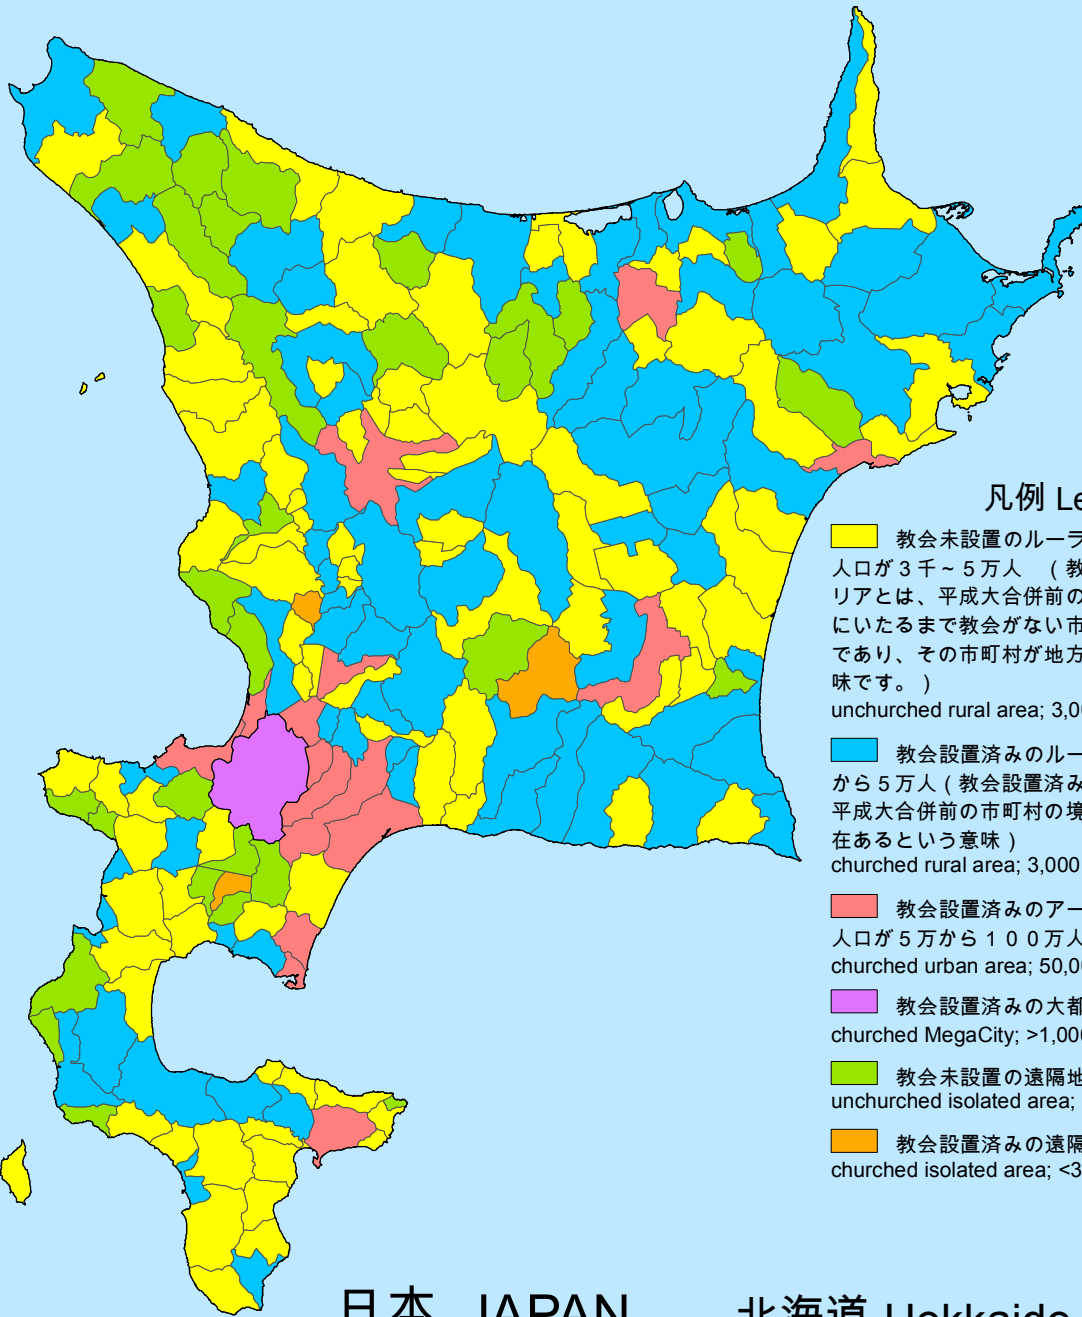 凡例 Le
教会未設置のルーラ
人口が３千～５万人　（教
リアとは、平成大合併前の
にいたるまで教会がない市
であり、その市町村が地方
味です。）
unchurched rural area; 3,00
教会設置済みのルー
から５万人（教会設置済み
平成大合併前の市町村の境
在あるという意味）
churched rural area; 3,000
教会設置済みのアー
人口が５万から１００万人
churched urban area; 50,00
教会設置済みの大都
churched MegaCity; >1,000
教会未設置の遠隔地
unchurched isolated area;
教会設置済みの遠隔
churched isolated area; <3
日本 JAPAN 北海道 Hokkaido